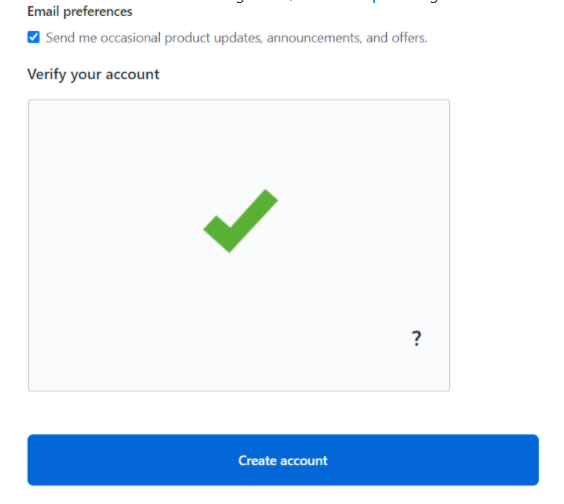 Email preferences
Send me occasional product updates, announcements, and offers.
Verify your account
?
Create account